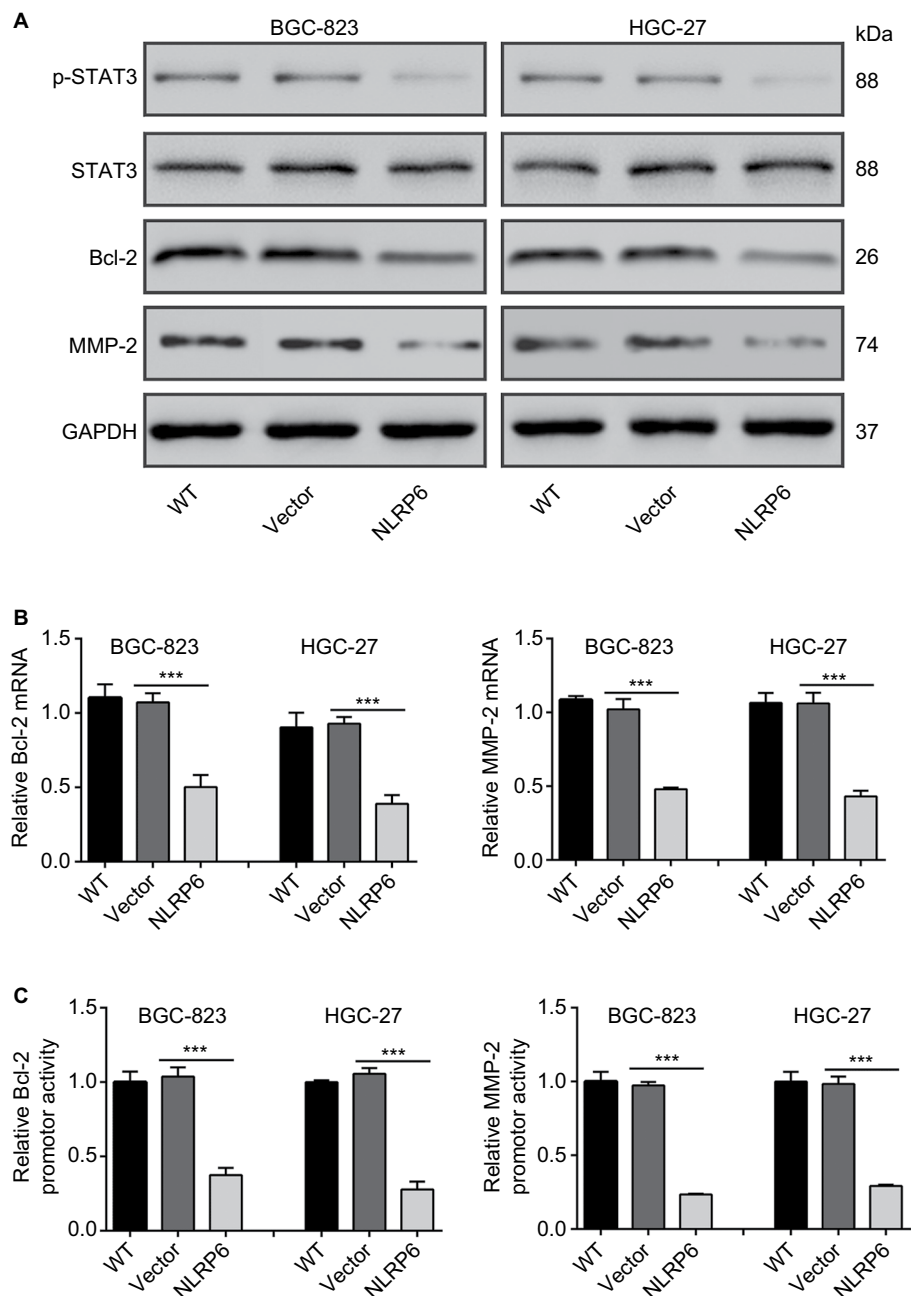 A
BGC-823 HGC-27 kDa
p-STAT3 88
STAT3 88
Bcl-2 26
MMP-2 74
GAPDH 37
WT Vector NLRP6 WT Vector NLRP6
B
Relative Bcl-2 mRNA
1.5
1.0
0.5
0.0
BGC-823 HGC-27
*** ***
WT Vector NLRP6 WT Vector NLRP6
Relative MMP-2 mRNA
1.5
1.0
0.5
0.0
BGC-823 HGC-27
*** ***
WT Vector NLRP6 WT Vector NLRP6
C
Relative Bcl-2
promotor activity
1.5
1.0
0.5
0.0
BGC-823 HGC-27
*** ***
WT Vector NLRP6 WT Vector NLRP6
Relative MMP-2
promotor activity
1.5
1.0
0.5
0.0
BGC-823 HGC-27
*** ***
WT Vector NLRP6 WT Vector NLRP6